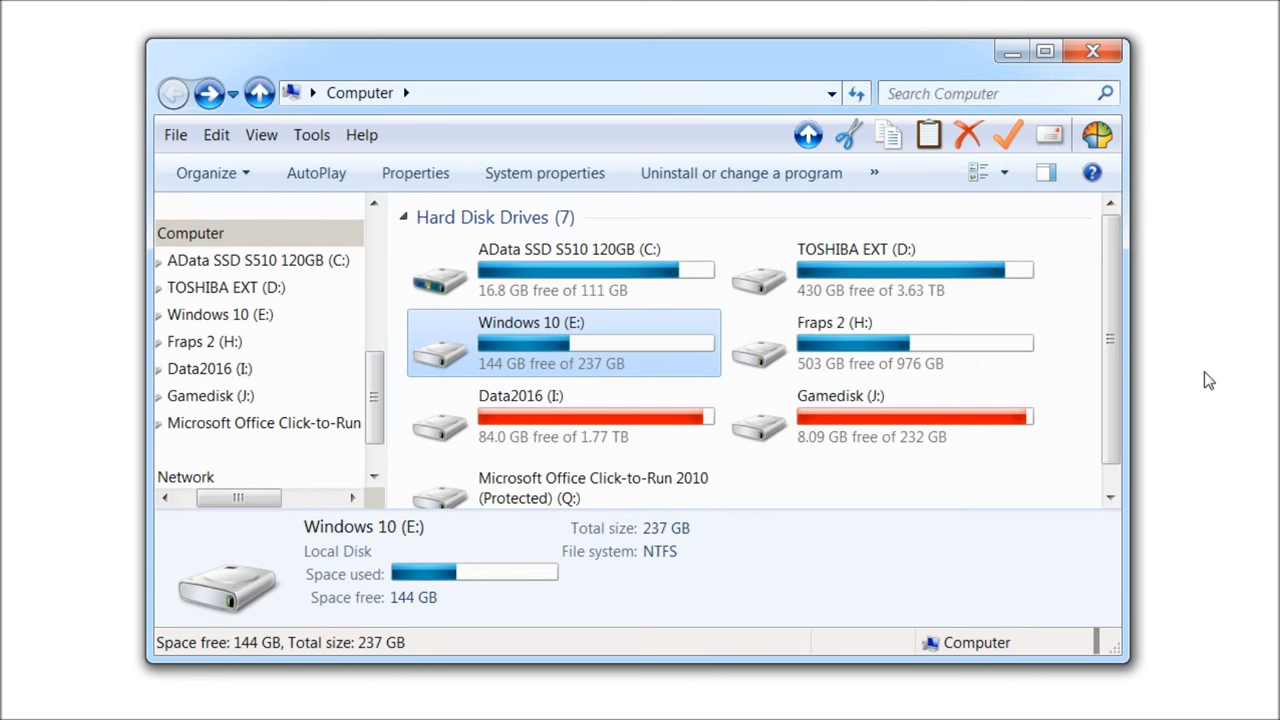 Computer
Search Computer
File Edit View Tools Help
Organize AutoPlay Properties System properties Uninstall or change a program »
Computer
AData SSD S510 120GB (C:)
TOSHIBA EXT (D:)
Windows 10 (E:)
Fraps 2 (H:)
Data2016 (I:)
Gamedisk (J:)
Microsoft Office Click-to-Run
Network
Hard Disk Drives (7)
AData SSD S510 120GB (C:)
16.8 GB free of 111 GB
TOSHIBA EXT (D:)
430 GB free of 3.63 TB
Windows 10 (E:)
144 GB free of 237 GB
Fraps 2 (H:)
503 GB free of 976 GB
Data2016 (I:)
84.0 GB free of 1.77 TB
Gamedisk (J:)
8.09 GB free of 232 GB
Microsoft Office Click-to-Run 2010
(Protected) (Q:)
Windows 10 (E:)
Local Disk
Space used:
Space free: 144 GB
Total size: 237 GB
File system: NTFS
Space free: 144 GB, Total size: 237 GB
Computer